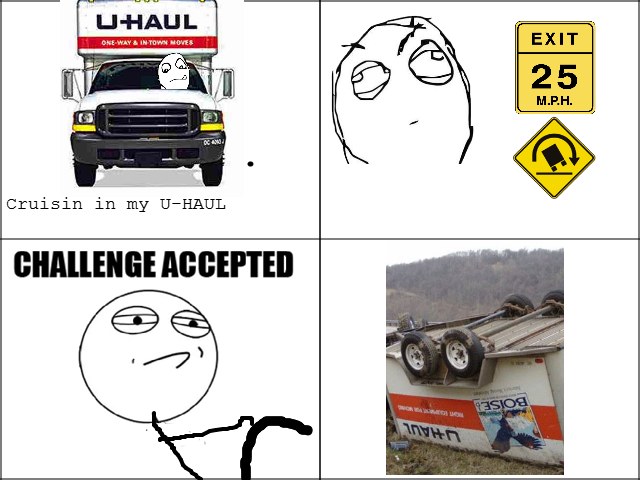 U-HAUL
ONE-WAY & IN-TOWN MOVES
Cruisin in my U-HAUL
EXIT
25
M.P.H.
CHALLENGE ACCEPTED
BOISE
U-HAUL